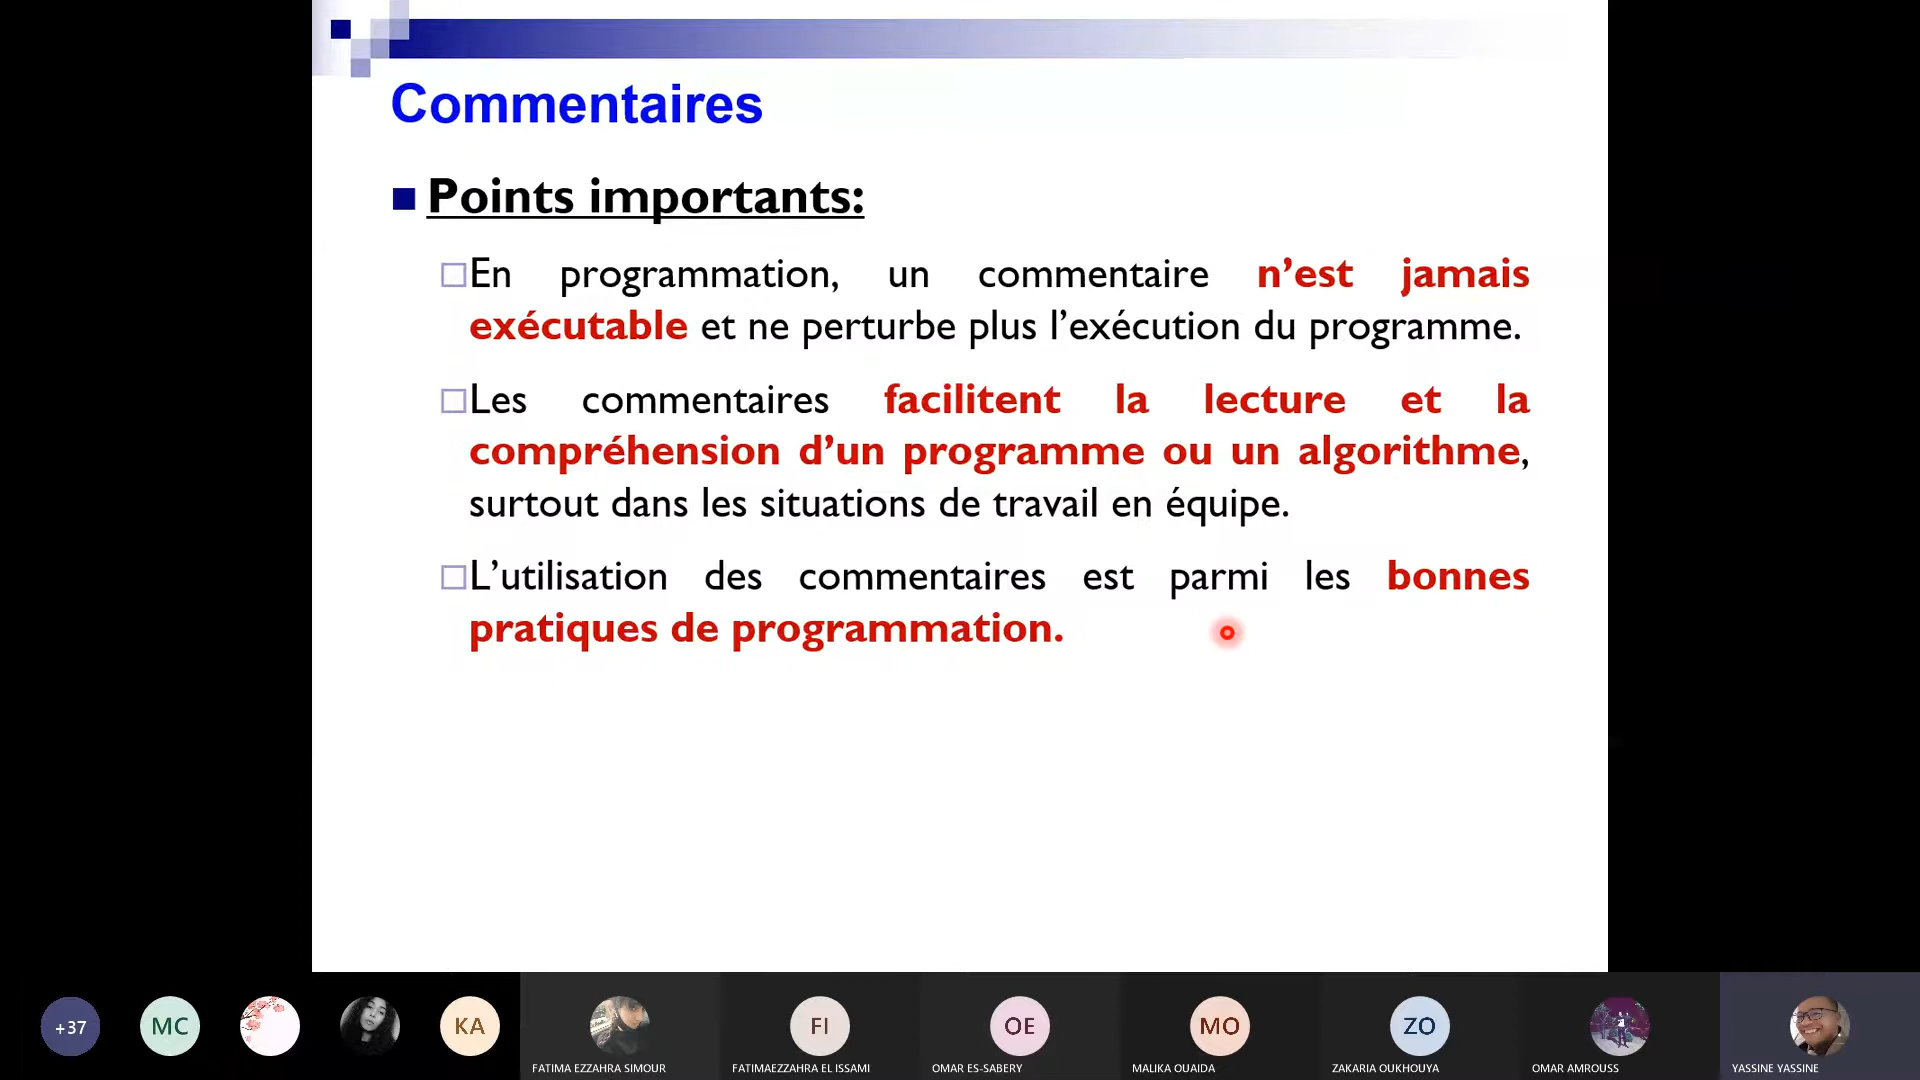 Commentaires
Points importants:
En programmation, un commentaire n’est jamais
exécutable et ne perturbe plus l’exécution du programme.
Les commentaires facilitent la lecture et la
compréhension d’un programme ou un algorithme,
surtout dans les situations de travail en équipe.
L’utilisation des commentaires est parmi les bonnes
pratiques de programmation.
+37
MC
KA
FI
OE
MO
ZO
FATIMA EZZAHRA SIMOUR
FATIMAEZZAHRA EL ISSAMI
OMAR ES-SABERY
MALIKA OUAIDA
ZAKARIA OUKHOUYA
OMAR AMROUSS
YASSINE YASSINE